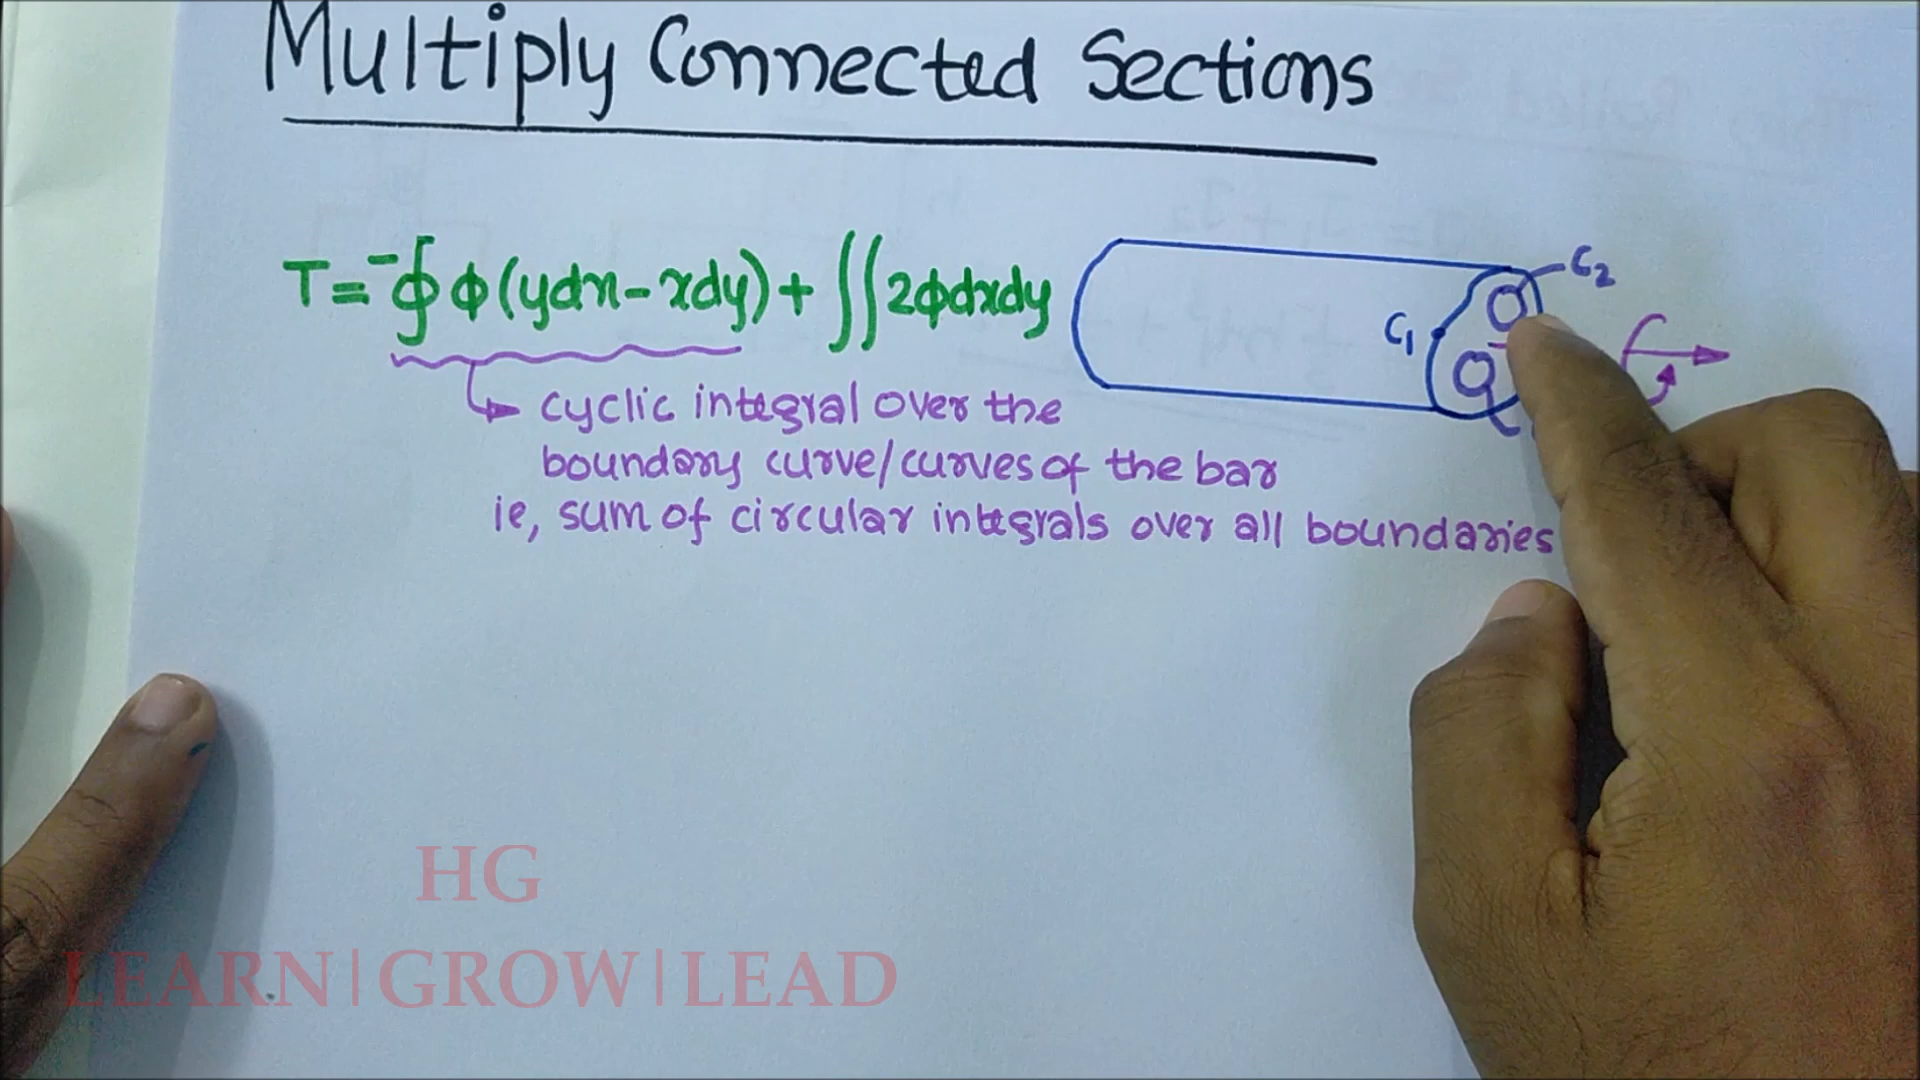 Multiply Connected Sections
T = -∮ϕ(ydx-xdy)+∬2ϕdxdy
C2
C1
cyclic integral over the
boundary curve/curves of the bar
ie, sum of circular integrals over all boundaries
HG
LEARN|GROW|LEAD